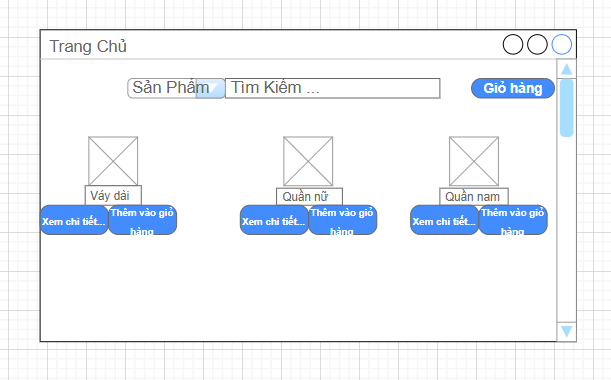 Trang Chủ
Sản Phẩm
Tìm Kiếm ...
Giỏ hàng
Váy dài
Quần nữ
Quần nam
Xem chi tiết...
Thêm vào giỏ
hàng
Xem chi tiết...
Thêm vào giỏ
hàng
Xem chi tiết...
Thêm vào giỏ
hàng